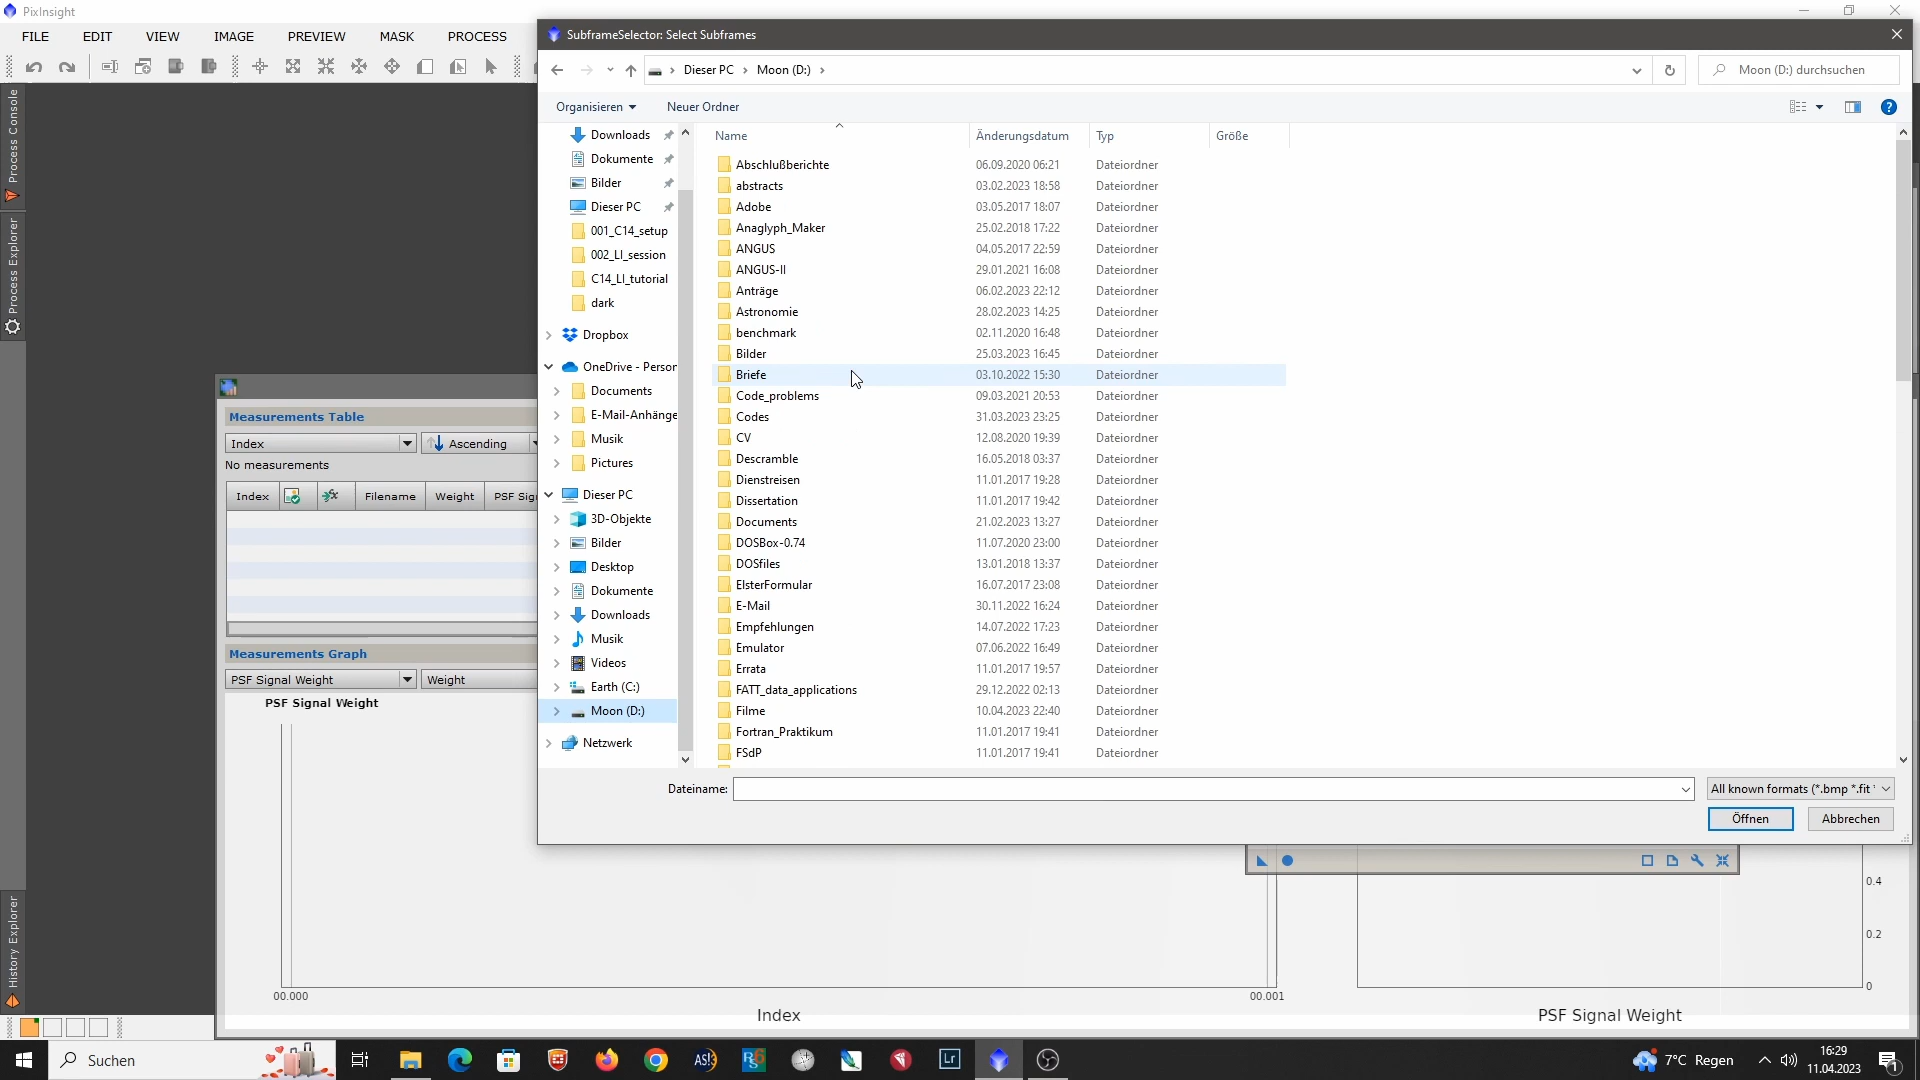 PixInsight
FILE EDIT VIEW IMAGE PREVIEW MASK PROCESS
Process Console
Process Explorer
History Explorer
SubframeSelector: Select Subframes
Dieser PC Moon (D:)
Moon (D:) durchsuchen
Organisieren Neuer Ordner
Downloads
Dokumente
Bilder
Dieser PC
001_C14_setup
002_LI_session
C14_LI_tutorial
dark
Dropbox
OneDrive - Person
Documents
E-Mail-Anhänge
Musik
Pictures
Dieser PC
3D-Objekte
Bilder
Desktop
Dokumente
Downloads
Musik
Videos
Earth (C:)
Moon (D:)
Netzwerk
Name Änderungsdatum Typ Größe
Abschlußberichte 06.09.2020 06:21 Dateiordner
abstracts 03.02.2023 18:58 Dateiordner
Adobe 03.05.2017 18:07 Dateiordner
Anaglyph_Maker 25.02.2018 17:22 Dateiordner
ANGUS 04.05.2017 22:59 Dateiordner
ANGUS-II 29.01.2021 16:08 Dateiordner
Anträge 06.02.2023 22:12 Dateiordner
Astronomie 28.02.2023 14:25 Dateiordner
benchmark 02.11.2020 16:48 Dateiordner
Bilder 25.03.2023 16:45 Dateiordner
Briefe 03.10.2022 15:30 Dateiordner
Code_problems 09.03.2021 20:53 Dateiordner
Codes 31.03.2023 23:25 Dateiordner
CV 12.08.2020 19:39 Dateiordner
Descramble 16.05.2018 03:37 Dateiordner
Dienstreisen 11.01.2017 19:28 Dateiordner
Dissertation 11.01.2017 19:42 Dateiordner
Documents 21.02.2023 13:27 Dateiordner
DOSBox-0.74 11.07.2020 23:00 Dateiordner
DOSfiles 13.01.2018 13:37 Dateiordner
ElsterFormular 16.07.2017 23:08 Dateiordner
E-Mail 30.11.2022 16:24 Dateiordner
Empfehlungen 14.07.2022 17:23 Dateiordner
Emulator 07.06.2022 16:49 Dateiordner
Errata 11.01.2017 19:57 Dateiordner
FATT_data_applications 29.12.2022 02:13 Dateiordner
Filme 10.04.2023 22:40 Dateiordner
Fortran_Praktikum 11.01.2017 19:41 Dateiordner
FSdP 11.01.2017 19:41 Dateiordner
Dateiname: All known formats (*.bmp *.fit *
Öffnen Abbrechen
Measurements Table
Index Ascending
No measurements
Index Filename Weight PSF Sig
Measurements Graph
PSF Signal Weight Weight
PSF Signal Weight
00.000 00.001
Index
0.4
0.2
0
PSF Signal Weight
Suchen
AS!3
Lr
7°C Regen
16:29
11.04.2023
1